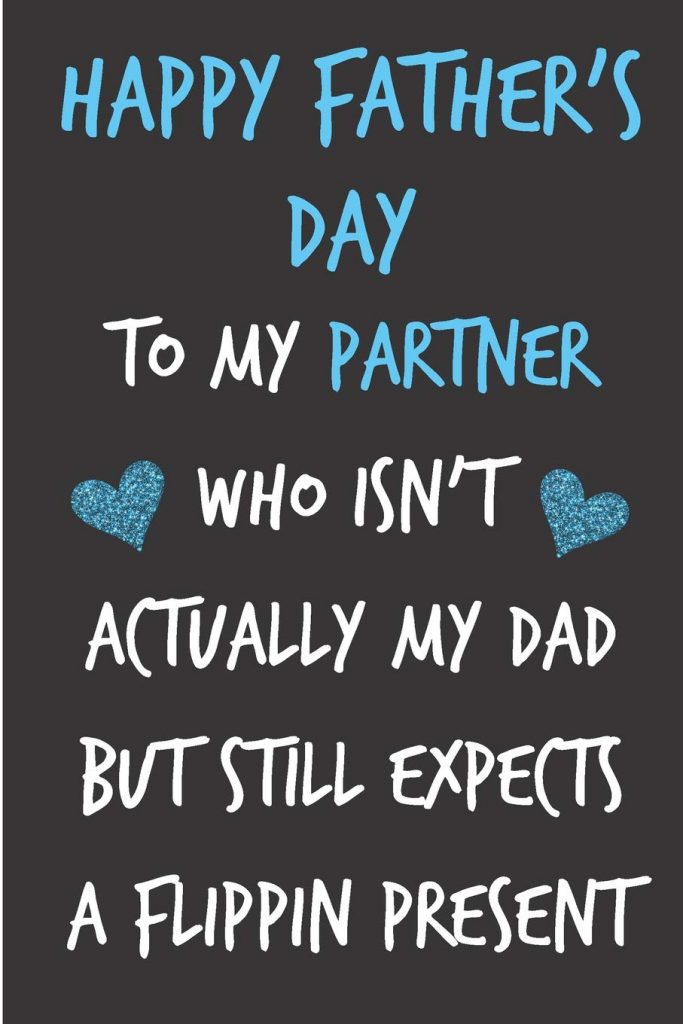 HAPPY FATHER'S
DAY
TO MY PARTNER
WHO ISN'T
ACTUALLY MY DAD
BUT STILL EXPECTS
A FLIPPIN PRESENT